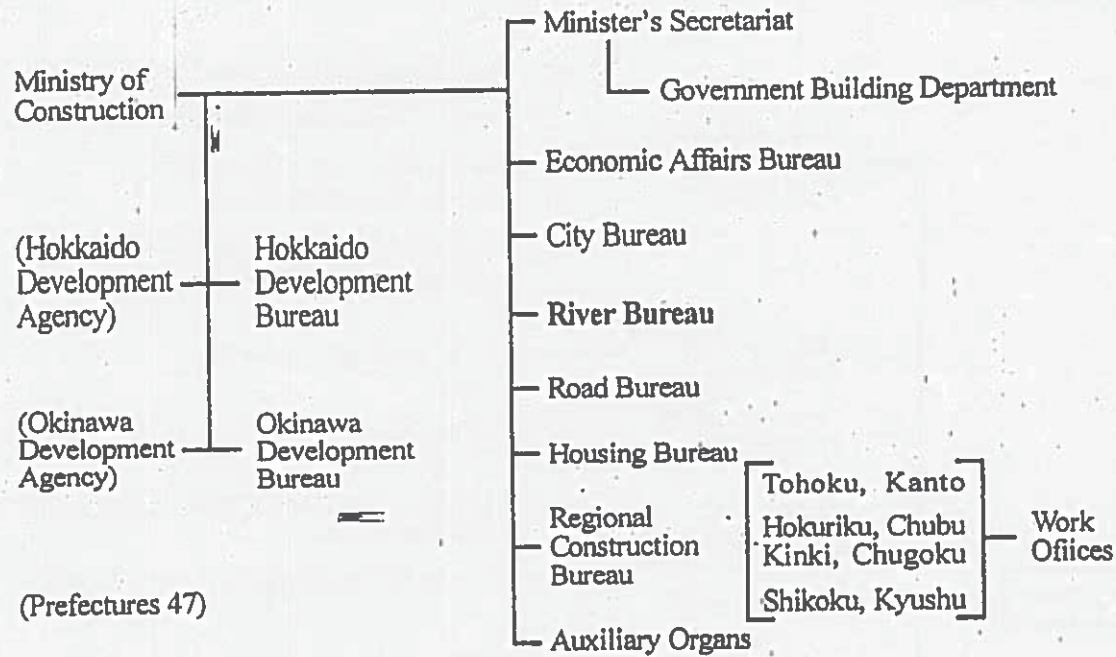 Ministry of
Construction
(Hokkaido
Development
Agency)
Hokkaido
Development
Bureau
(Okinawa
Development
Agency)
Okinawa
Development
Bureau
(Prefectures 47)
Minister's Secretariat
Government Building Department
Economic Affairs Bureau
City Bureau
River Bureau
Road Bureau
Housing Bureau
Regional
Construction
Bureau
Tohoku, Kanto
Hokuriku, Chubu
Kinki, Chugoku
Shikoku, Kyushu
Work
Ofiices
Auxiliary Organs